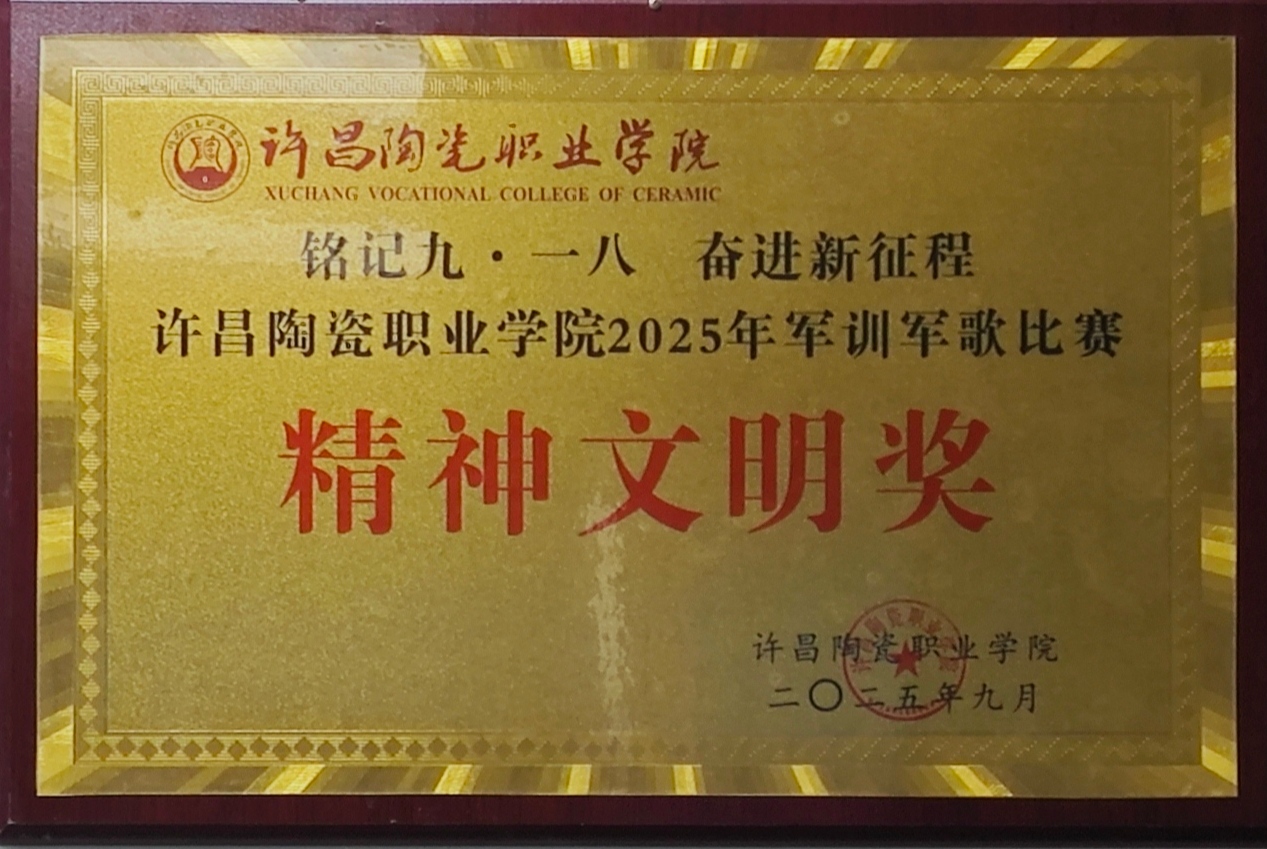 许昌陶瓷职业学院
XUCHANG VOCATIONAL COLLEGE OF CERAMIC
铭记九·一八 奋进新征程
许昌陶瓷职业学院2025年军训军歌比赛
精神文明奖
许昌陶瓷职业学院
二〇二五年九月